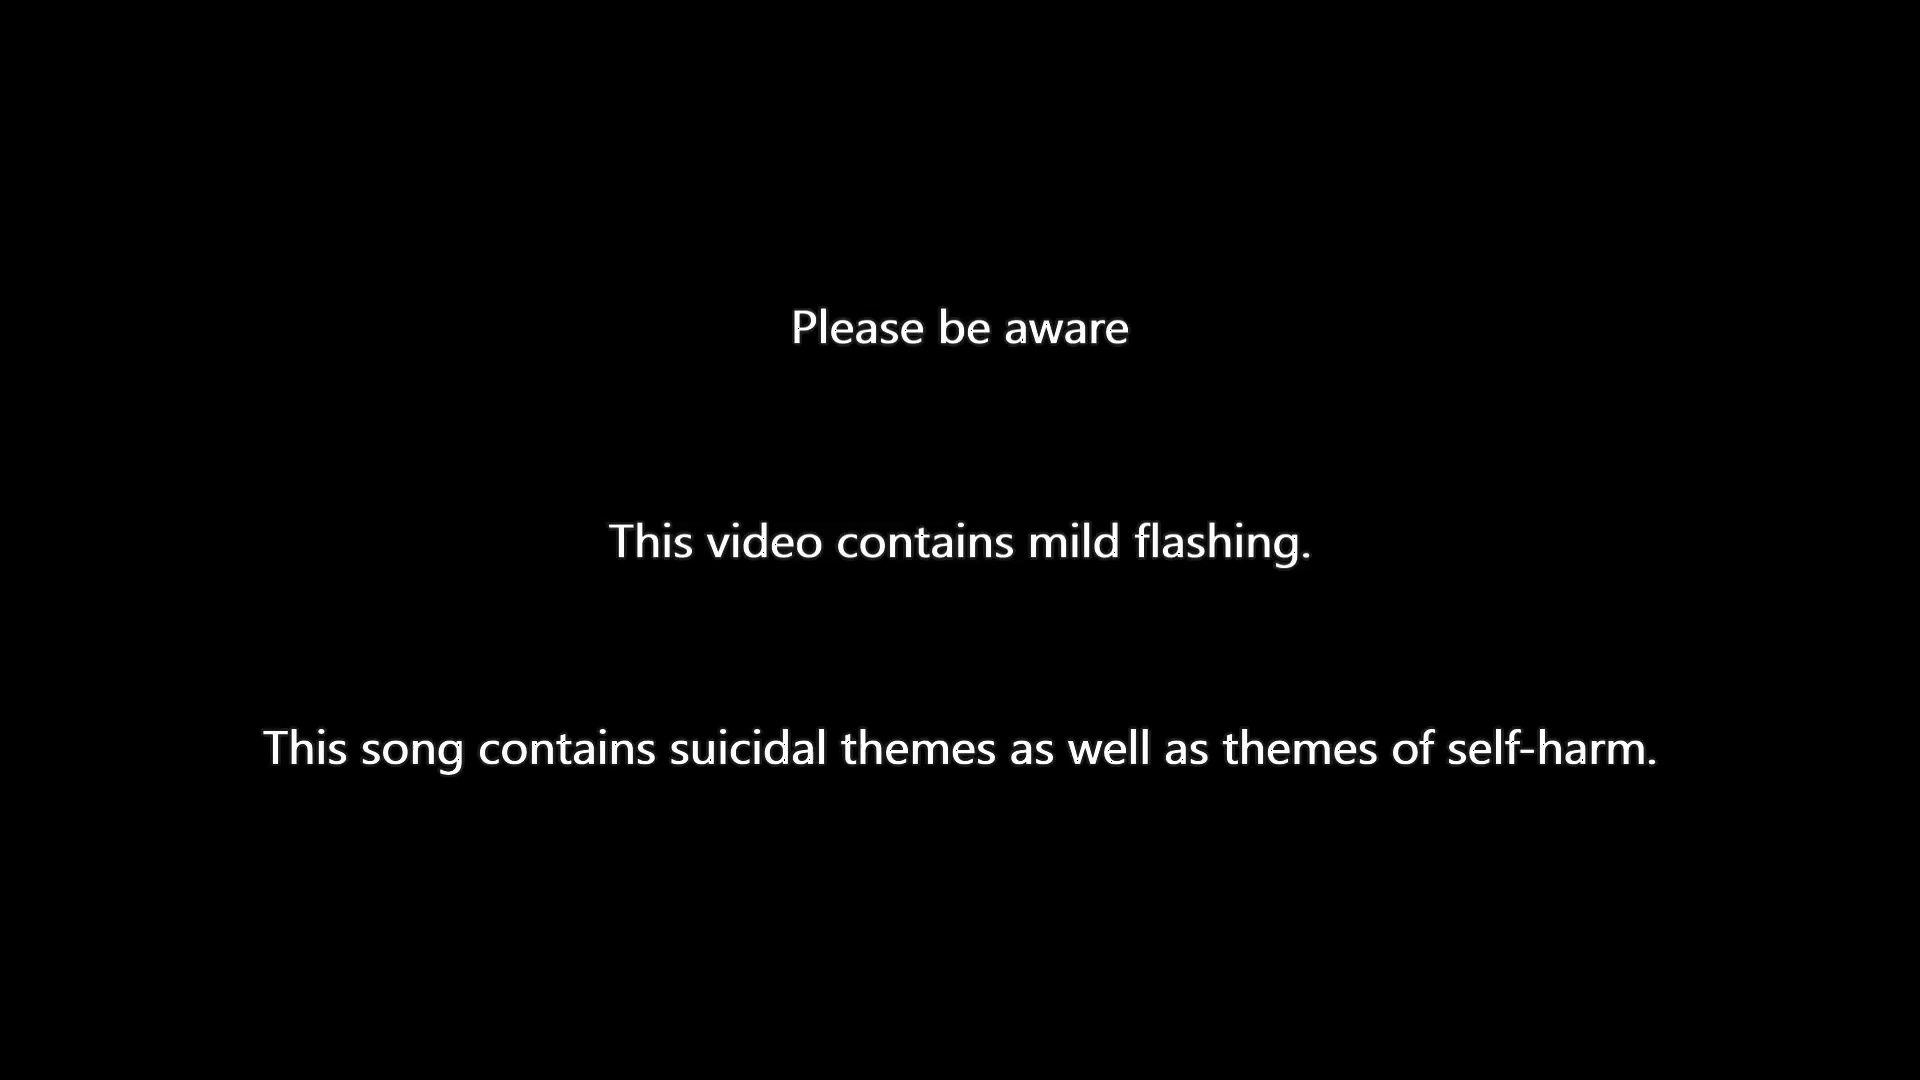 Please be aware
This video contains mild flashing.
This song contains suicidal themes as well as themes of self-harm.